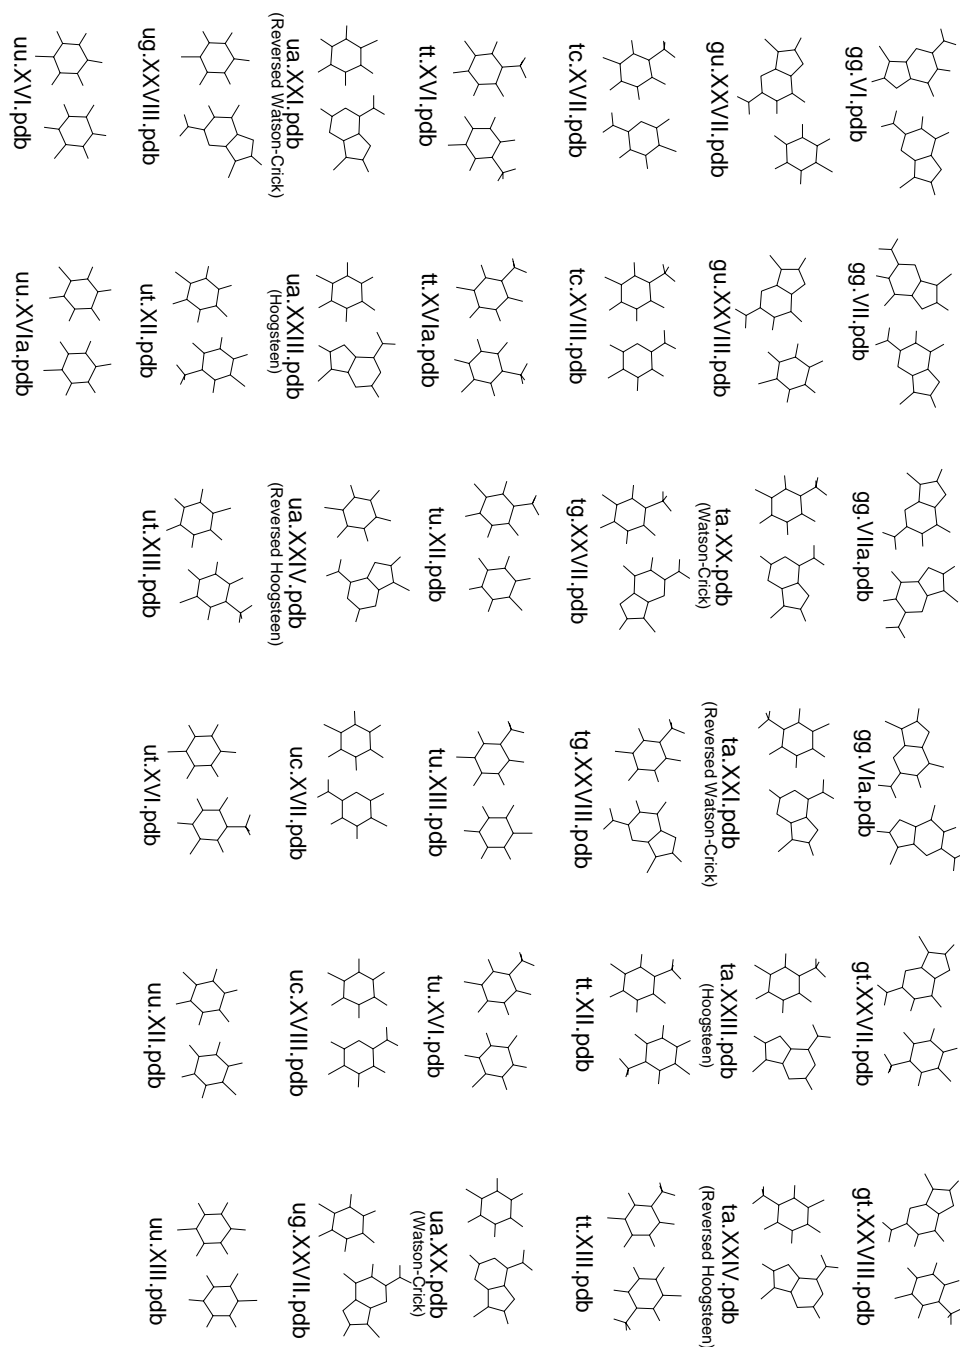 gg.VI.pdb
gg.VII.pdb
gg.VIIa.pdb
gg.VIa.pdb
gt.XXVII.pdb
gt.XXVIII.pdb
gu.XXVII.pdb
gu.XXVIII.pdb
ta.XX.pdb
(Watson-Crick)
ta.XXI.pdb
(Reversed Watson-Crick)
ta.XXIII.pdb
(Hoogsteen)
ta.XXIV.pdb
(Reversed Hoogsteen)
tc.XVII.pdb
tc.XVIII.pdb
tg.XXVII.pdb
tg.XXVIII.pdb
tt.XII.pdb
tt.XIII.pdb
tt.XVI.pdb
tt.XVIa.pdb
tu.XII.pdb
tu.XIII.pdb
tu.XVI.pdb
ua.XX.pdb
(Watson-Crick)
ua.XXI.pdb
(Reversed Watson-Crick)
ua.XXIII.pdb
(Hoogsteen)
ua.XXIV.pdb
(Reversed Hoogsteen)
uc.XVII.pdb
uc.XVIII.pdb
ug.XXVII.pdb
ug.XXVIII.pdb
ut.XII.pdb
ut.XIII.pdb
ut.XVI.pdb
uu.XII.pdb
uu.XIII.pdb
uu.XVI.pdb
uu.XVIa.pdb